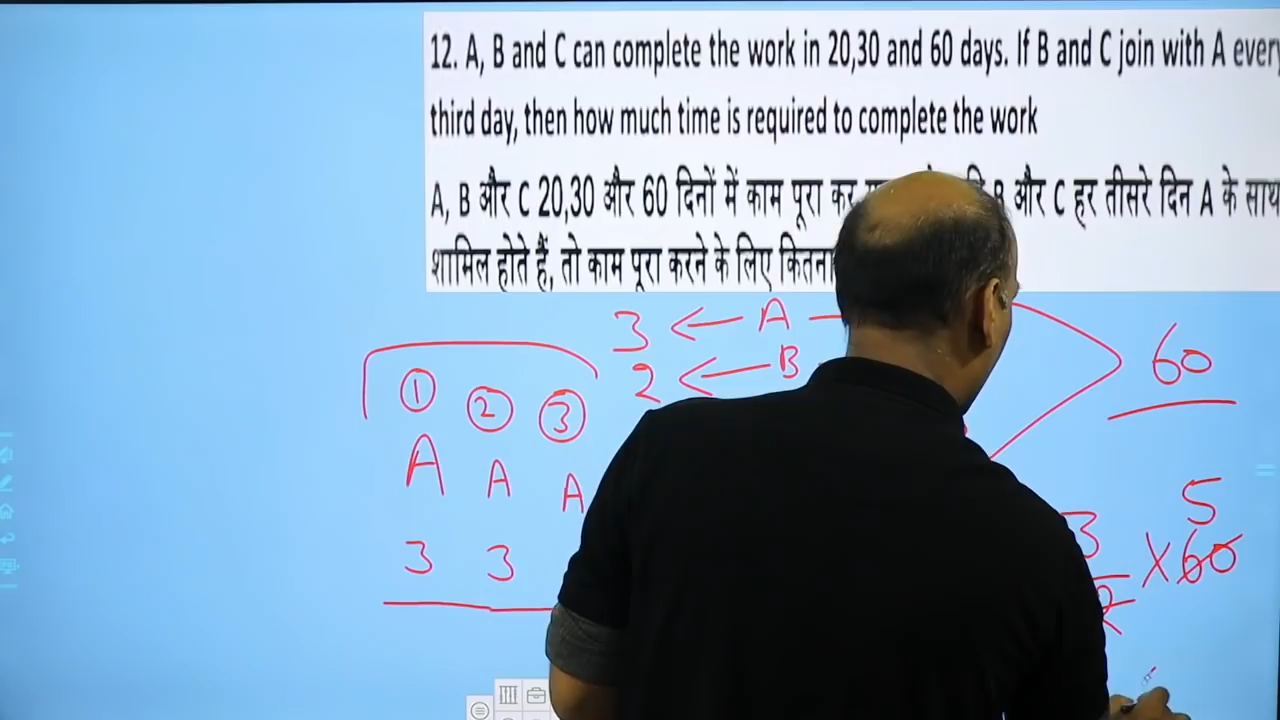 12. A, B and C can complete the work in 20,30 and 60 days. If B and C join with A every
third day, then how much time is required to complete the work
A, B और C 20,30 और 60 दिनों में काम पूरा कर B और C हर तीसरे दिन A के साथ
शामिल होते हैं, तो काम पूरा करने के लिए कितना
3 ← A
2 ← B
60
1 2 3
A A A
3 3
3 5
× 60